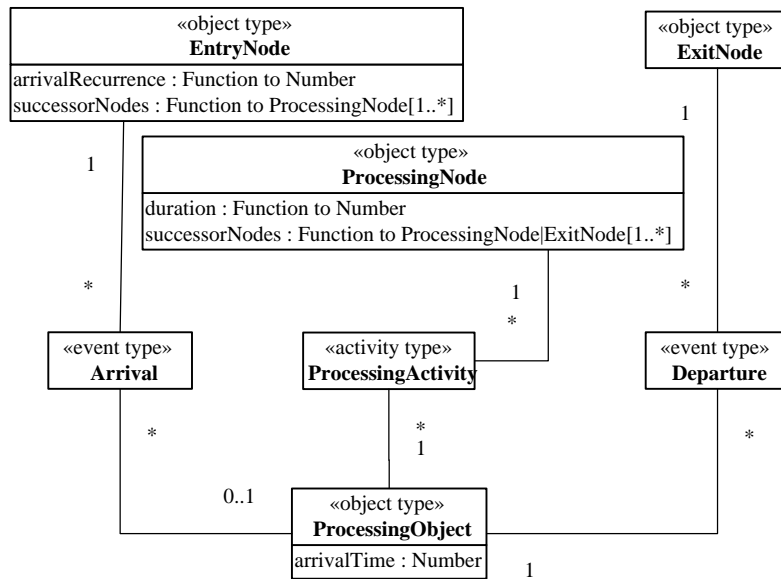 «object type»
EntryNode
arrivalRecurrence : Function to Number
successorNodes : Function to ProcessingNode[1..*]
«object type»
ExitNode
1
1
«object type»
ProcessingNode
duration : Function to Number
successorNodes : Function to ProcessingNode|ExitNode[1..*]
*
1
*
*
«event type»
Arrival
«activity type»
ProcessingActivity
«event type»
Departure
*
*
1
*
0..1
«object type»
ProcessingObject
arrivalTime : Number
1